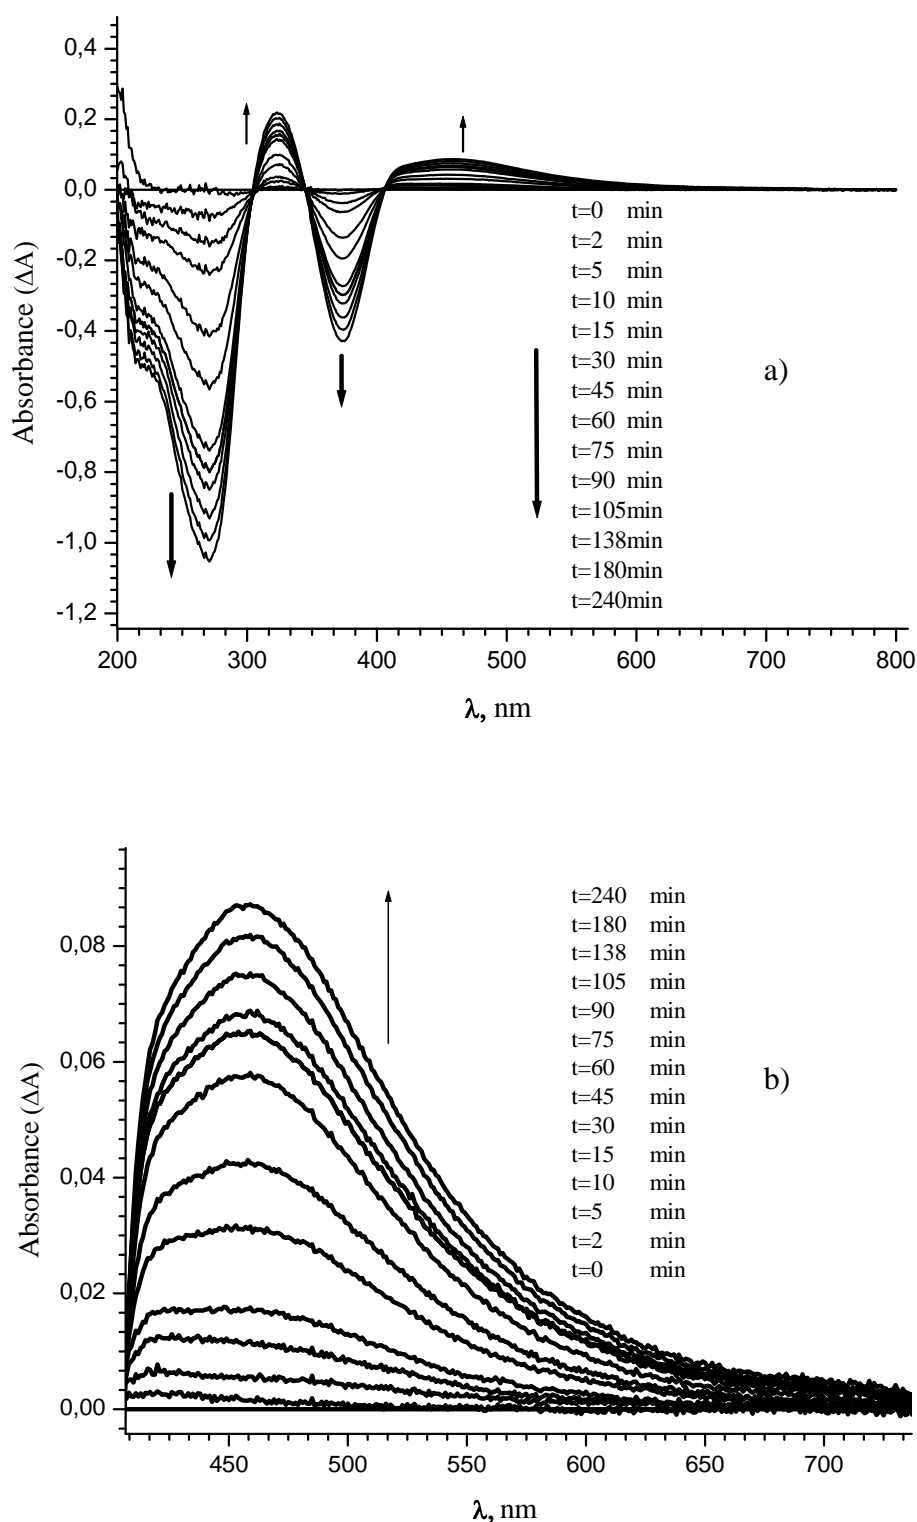 0,4
0,2
0,0
-0,2
-0,4
-0,6
-0,8
-1,0
-1,2
Absorbance (ΔA)
t=0 min
t=2 min
t=5 min
t=10 min
t=15 min
t=30 min
t=45 min
t=60 min
t=75 min
t=90 min
t=105min
t=138min
t=180min
t=240min
a)
200 300 400 500 600 700 800
λ, nm
0,08
0,06
0,04
0,02
0,00
Absorbance (ΔA)
t=240 min
t=180 min
t=138 min
t=105 min
t=90 min
t=75 min
t=60 min
t=45 min
t=30 min
t=15 min
t=10 min
t=5 min
t=2 min
t=0 min
b)
450 500 550 600 650 700
λ, nm